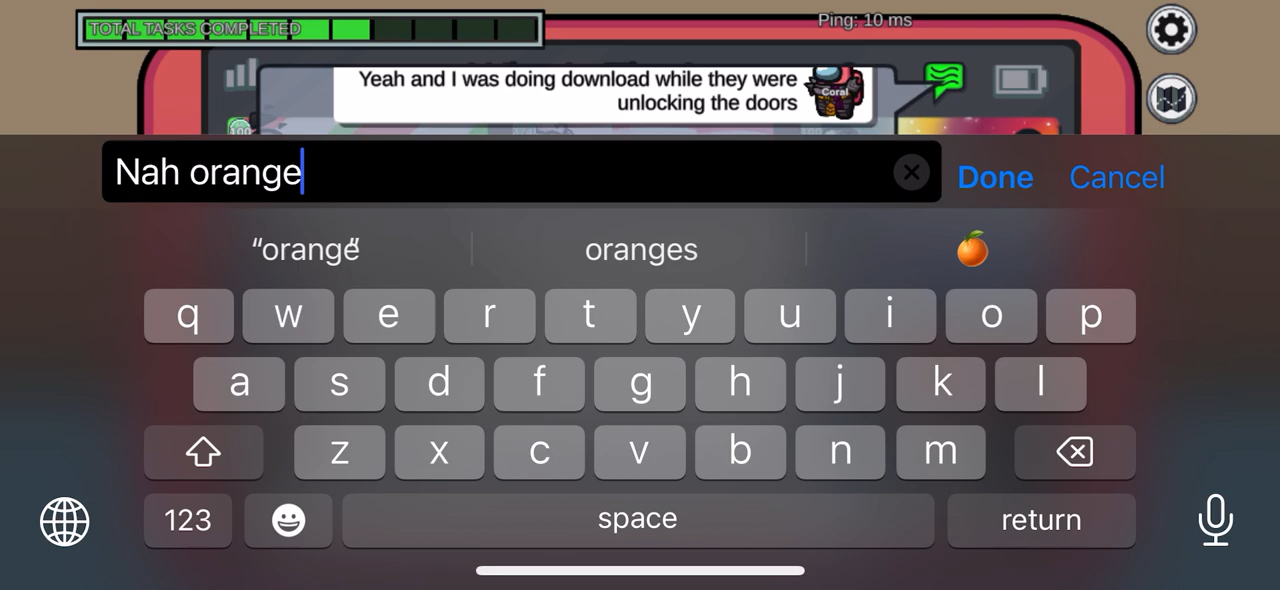 TOTAL TASKS COMPLETED
Ping: 10 ms
Yeah and I was doing download while they were
unlocking the doors
Coral
100
Nah orange
Done
Cancel
“orange”
oranges
q w e r t y u i o p
a s d f g h j k l
z x c v b n m
123
space
return